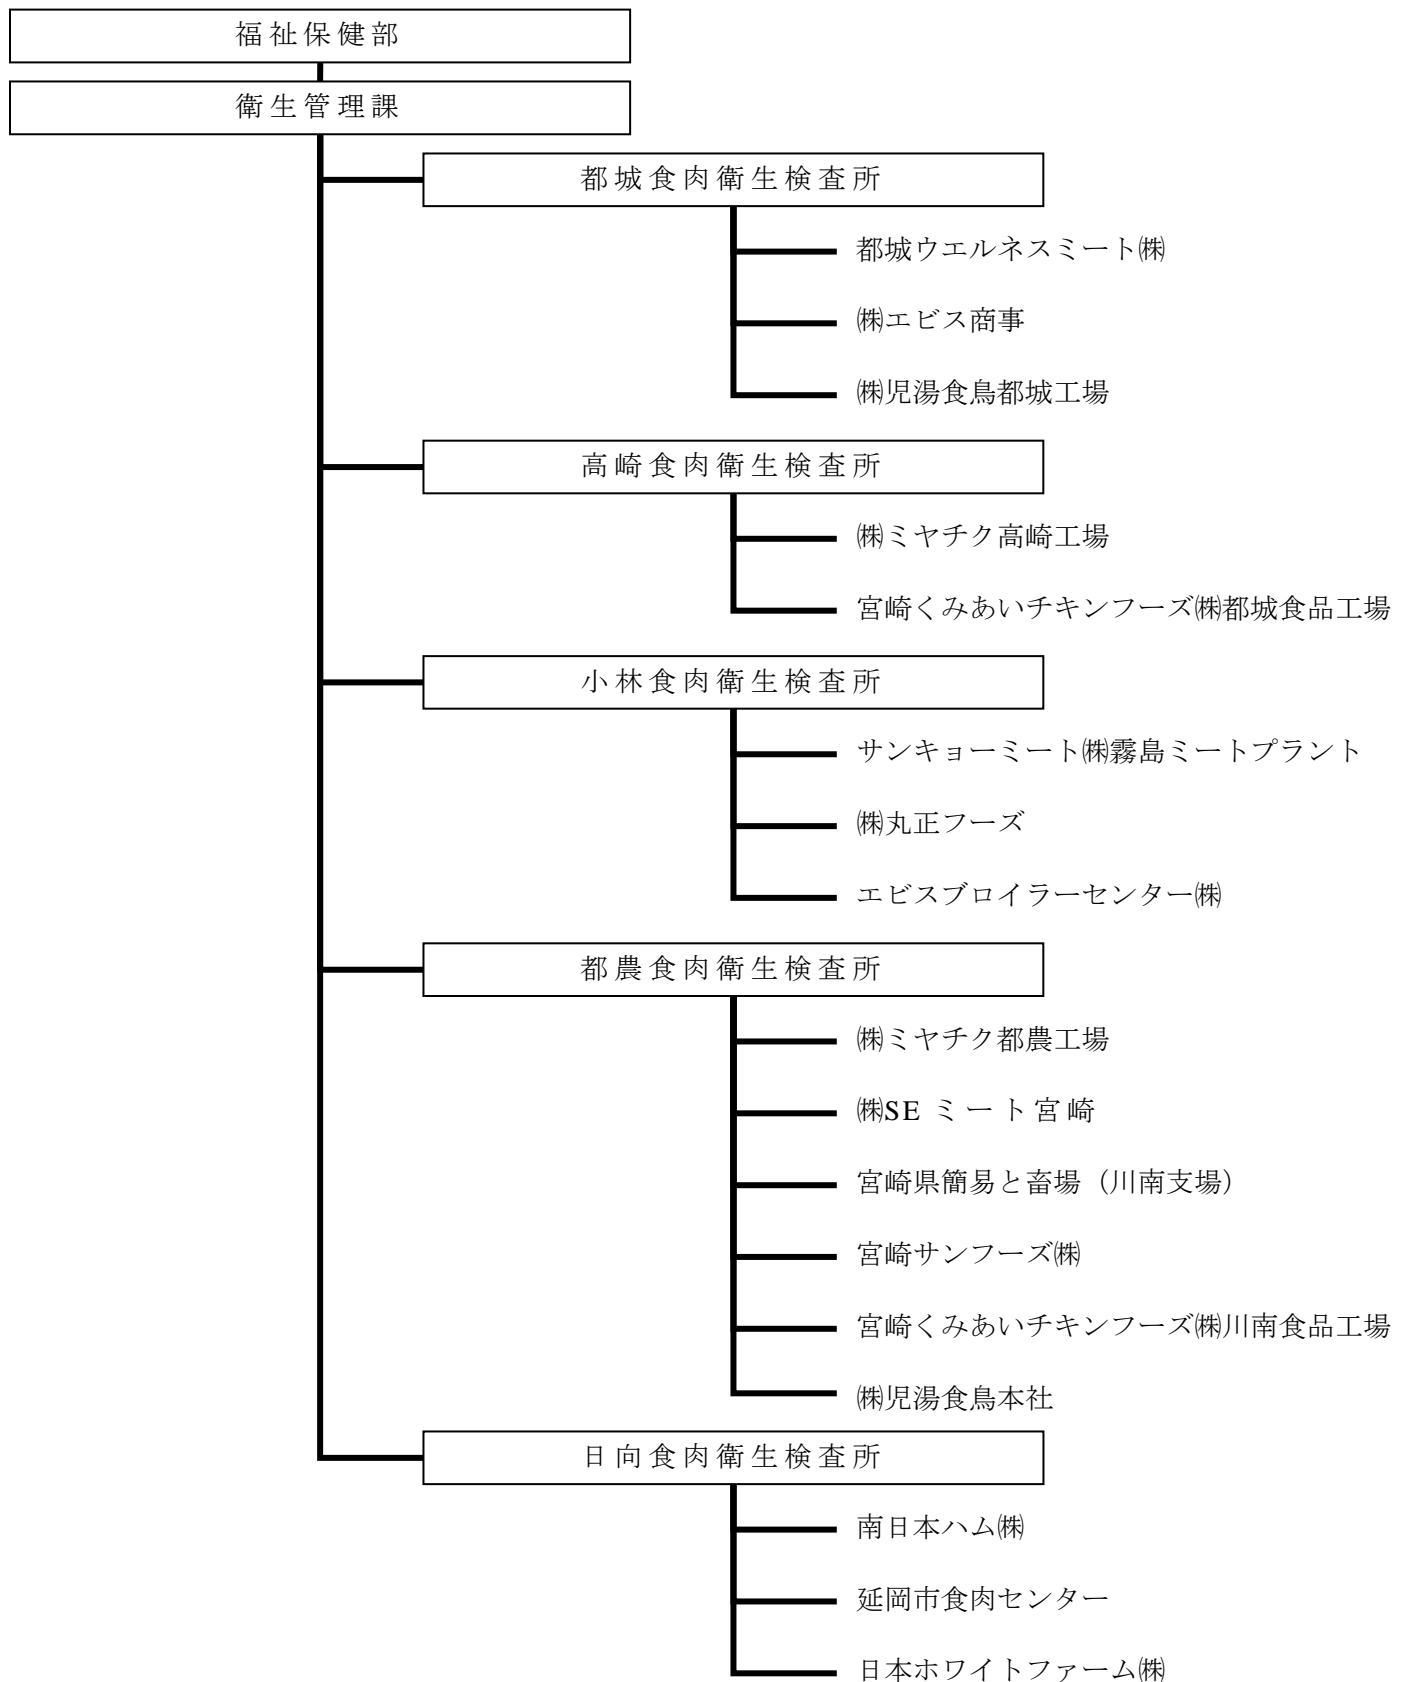 福祉保健部
衛生管理課
都城食肉衛生検査所
都城ウエルネスミート㈱
㈱エビス商事
㈱児湯食鳥都城工場
高崎食肉衛生検査所
㈱ミヤチク高崎工場
宮崎くみあいチキンフーズ㈱都城食品工場
小林食肉衛生検査所
サンキョーミート㈱霧島ミートプラント
㈱丸正フーズ
エビスブロイラーセンター㈱
都農食肉衛生検査所
㈱ミヤチク都農工場
㈱SEミート宮崎
宮崎県簡易と畜場（川南支場）
宮崎サンフーズ㈱
宮崎くみあいチキンフーズ㈱川南食品工場
㈱児湯食鳥本社
日向食肉衛生検査所
南日本ハム㈱
延岡市食肉センター
日本ホワイトファーム㈱